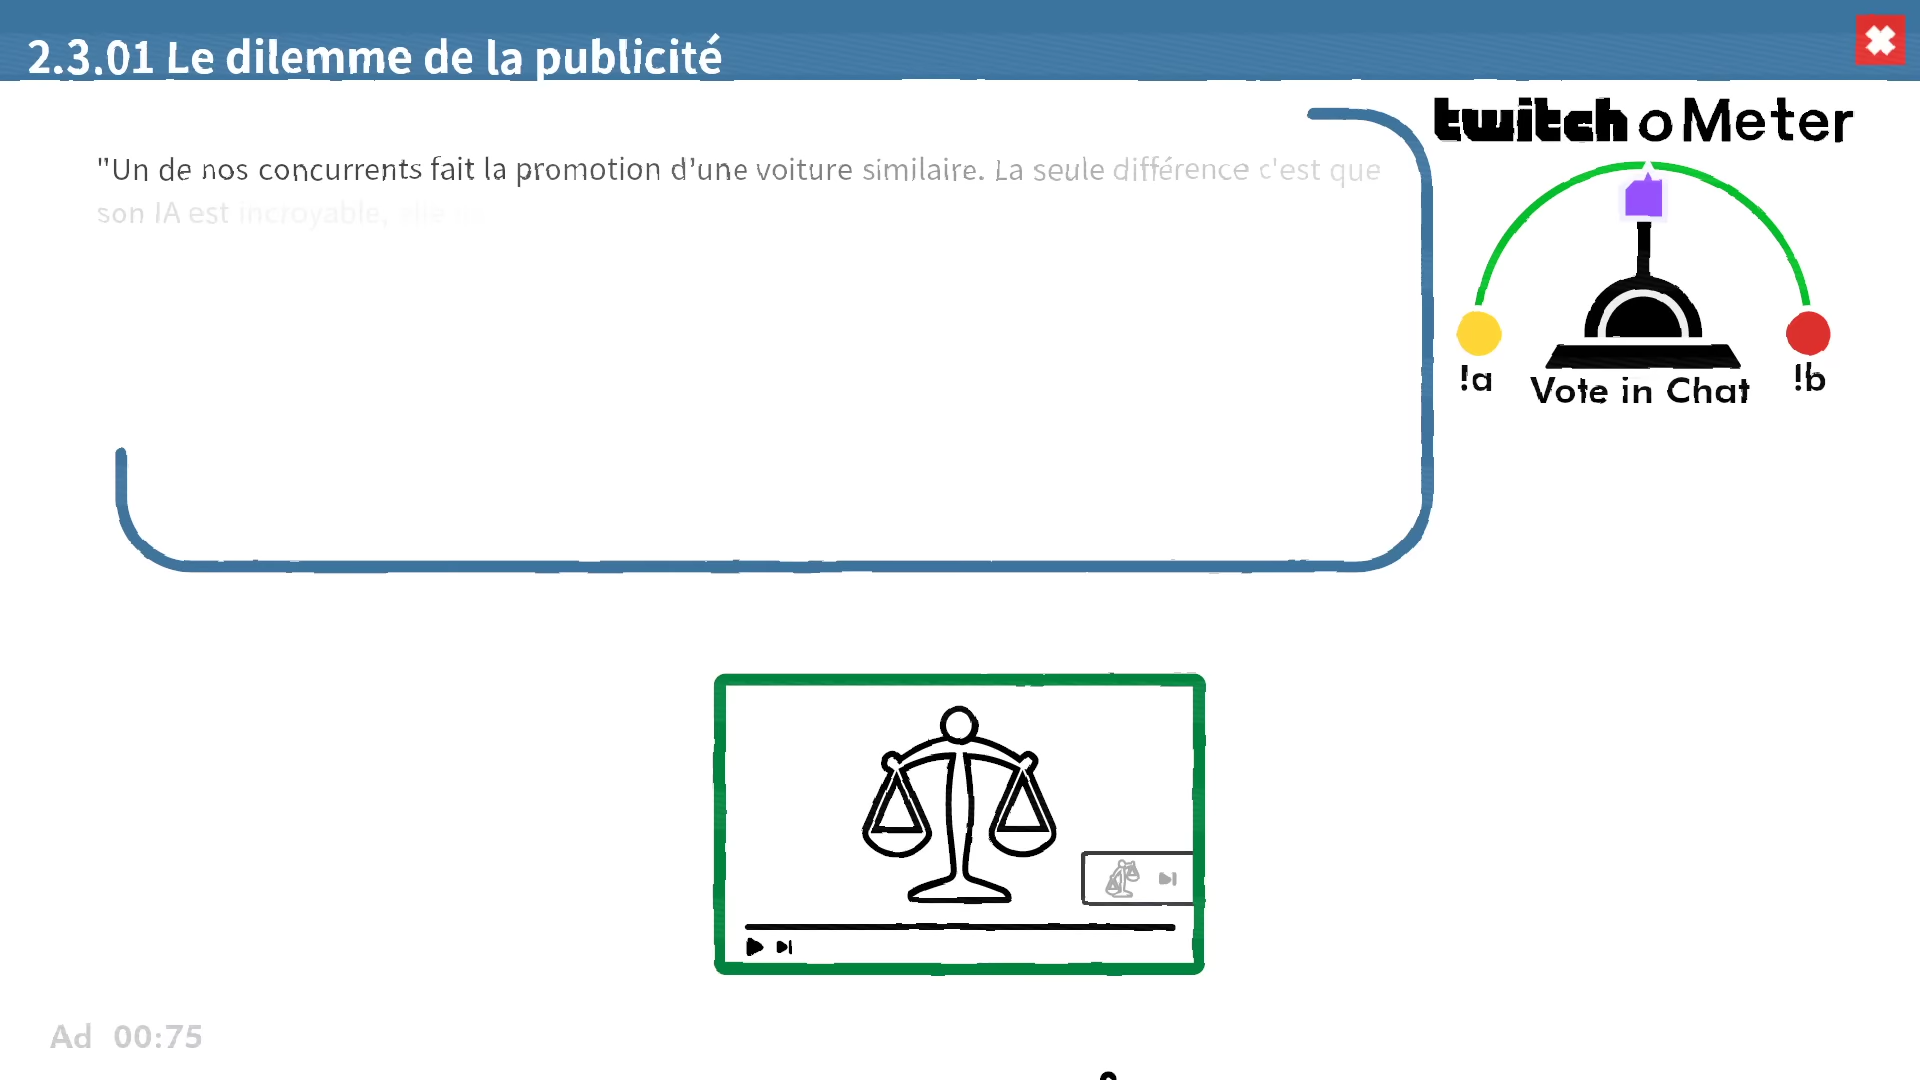 2.3.01 Le dilemme de la publicité
twitch o Meter
"Un de nos concurrents fait la promotion d'une voiture similaire. La seule différence c'est que
son IA est incroyable, elle
!a
Vote in Chat
!b
Ad 00:75